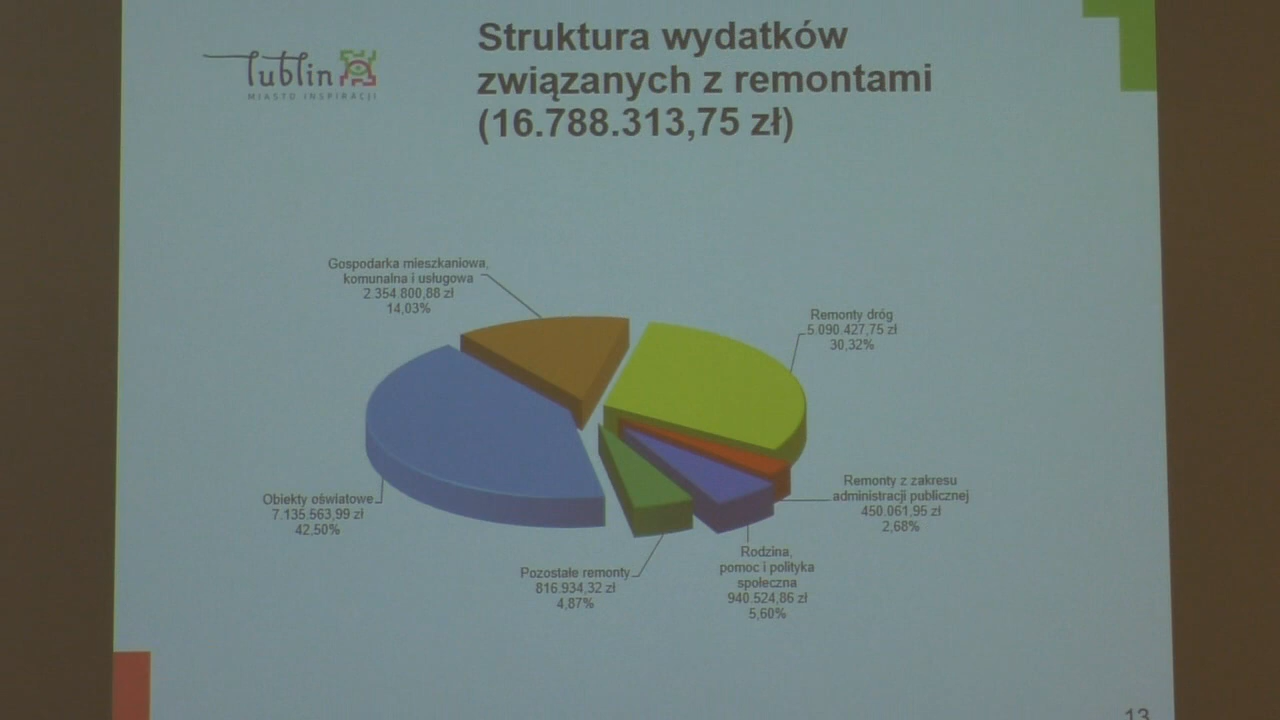 lublin
MIASTO INSPIRACJI
Struktura wydatków
związanych z remontami
(16.788.313,75 zł)
Gospodarka mieszkaniowa,
komunalna i usługowa
2 354.800,88 zł
14,03%
Remonty dróg
5.090.427,75 zł
30,32%
Obiekty oświatowe
7.135.563,99 zł
42,50%
Remonty z zakresu
administracji publicznej
450.061,95 zł
2,68%
Pozostałe remonty
816.934,32 zł
4,87%
Rodzina,
pomoc i polityka
społeczna
940.524,86 zł
5,60%
13